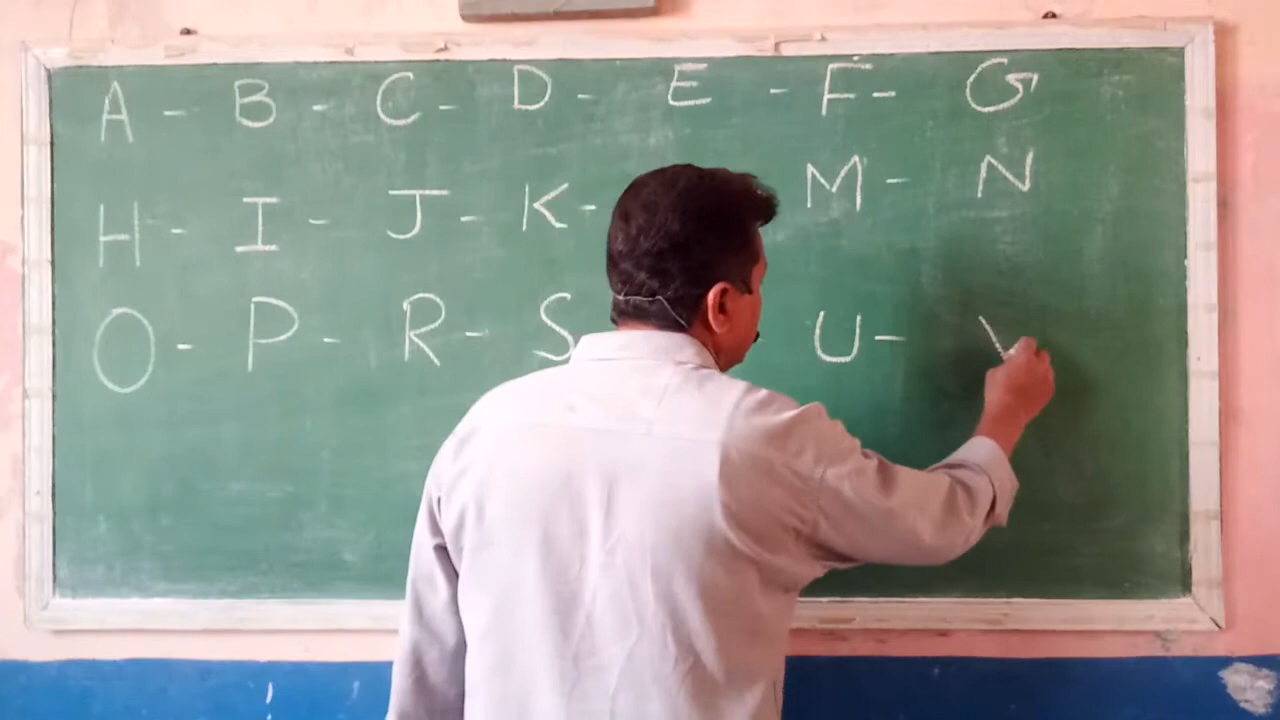 A - B - C - D - E - F - G
H - I - J - K - M - N
O - P - R - S U -